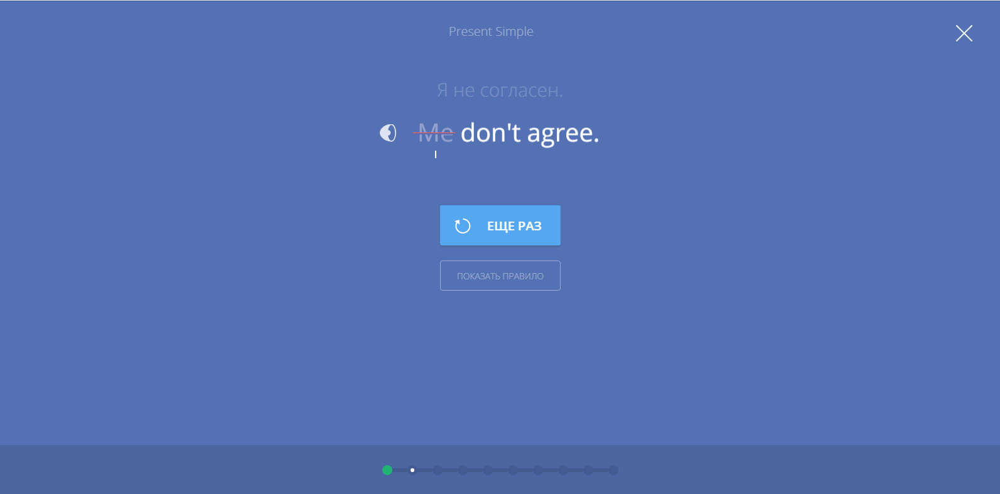 Present Simple
Я не согласен.
Me don't agree.
I
ЕЩЕ РАЗ
ПОКАЗАТЬ ПРАВИЛО